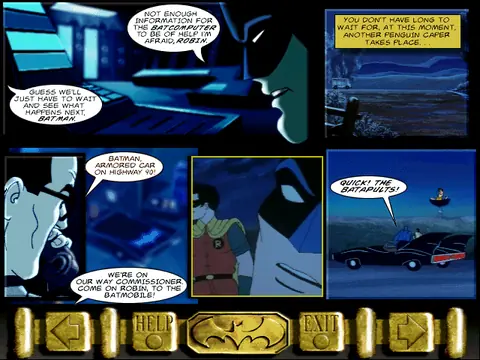 NOT ENOUGH
INFORMATION FOR
THE BATCOMPUTER
TO BE OF HELP I'M
AFRAID, ROBIN.
GUESS WE'LL
JUST HAVE TO WAIT
AND SEE WHAT
HAPPENS NEXT,
BATMAN.
YOU DON'T HAVE LONG TO
WAIT FOR, AT THIS MOMENT,
ANOTHER PENGUIN CAPER
TAKES PLACE. . .
BATMAN,
ARMORED CAR
ON HIGHWAY 90!
WE'RE ON
OUR WAY COMMISSIONER.
COME ON ROBIN, TO THE
BATMOBILE!
QUICK! THE
BATAPULTS!
HELP
EXIT